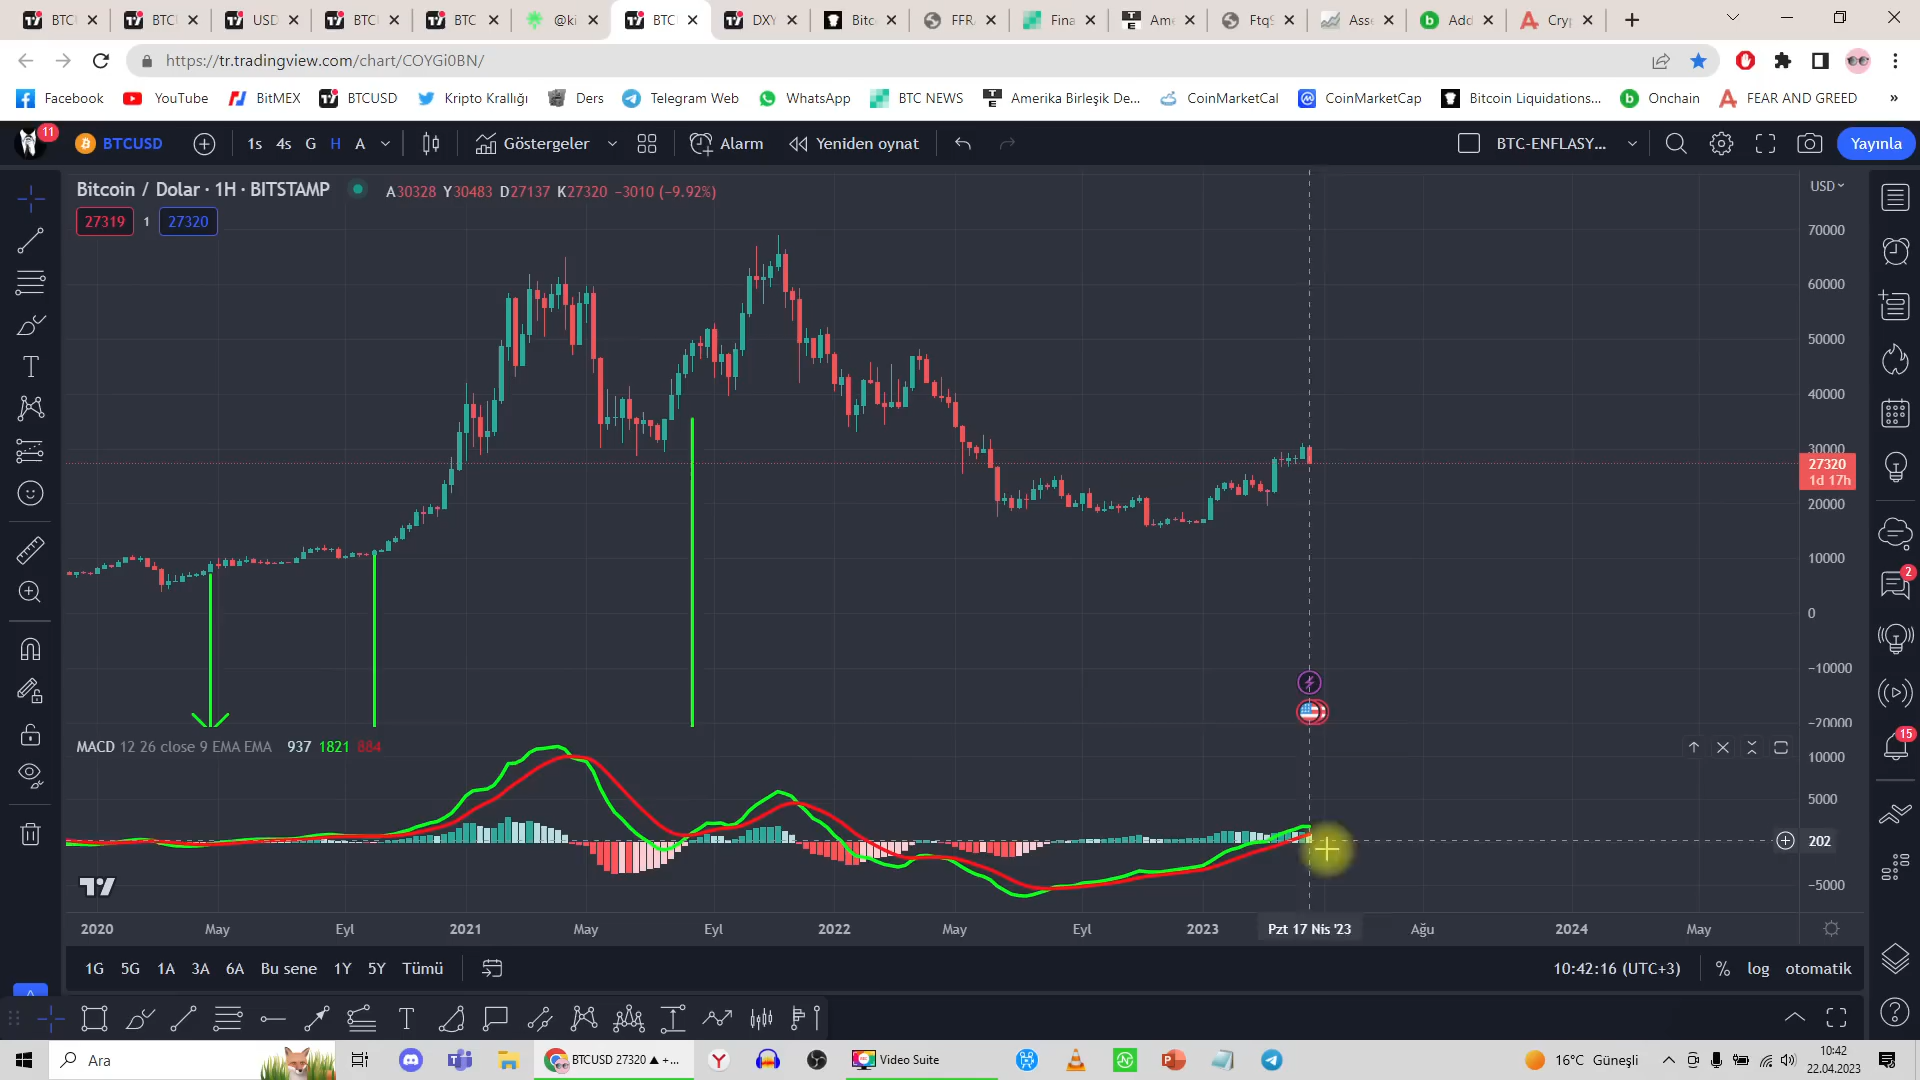 BTC BTC USD BTC BTC @ki BTC DXY Bitc FFR Fina Ame Ftq Asse Add Cryp
https://tr.tradingview.com/chart/COYGi0BN/
Facebook YouTube BitMEX BTCUSD Kripto Krallığı Ders Telegram Web WhatsApp BTC NEWS Amerika Birleşik De... CoinMarketCal CoinMarketCap Bitcoin Liquidations... Onchain FEAR AND GREED »
11 BTCUSD 1s 4s G H A Göstergeler Alarm Yeniden oynat BTC-ENFLASY... Yayınla
Bitcoin / Dolar · 1H · BITSTAMP A30328 Y30483 D27137 K27320 −3010 (−9.92%)
USD
27319 1 27320
70000
60000
50000
40000
30000
27320
1d 17h
20000
10000
0
−10000
−20000
2
15
MACD 12 26 close 9 EMA EMA 937 1821 884
10000
5000
202
−5000
2020 May Eyl 2021 May Eyl 2022 May Eyl 2023 Pzt 17 Nis '23 Ağu 2024 May
1G 5G 1A 3A 6A Bu sene 1Y 5Y Tümü 10:42:16 (UTC+3) % log otomatik
Ara BTCUSD 27320 ▲ +... Video Suite 16°C Güneşli 10:42
22.04.2023